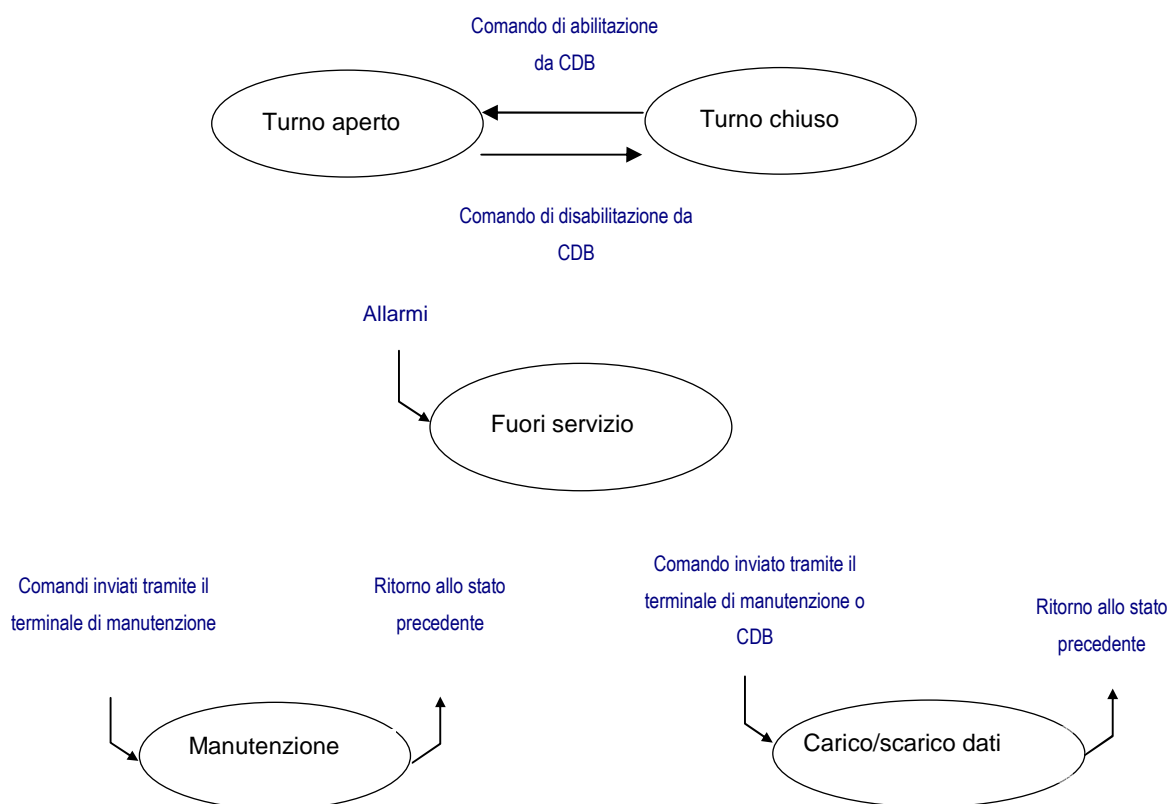 Comando di abilitazione
da CDB
Turno aperto
Turno chiuso
Comando di disabilitazione da
CDB
Allarmi
Fuori servizio
Comandi inviati tramite il
terminale di manutenzione
Ritorno allo stato
precedente
Comando inviato tramite il
terminale di manutenzione o
CDB
Ritorno allo stato
precedente
Manutenzione
Carico/scarico dati